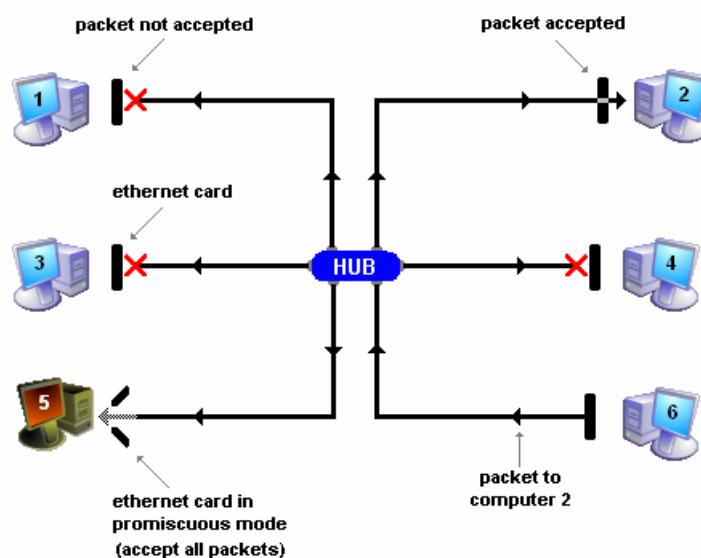 packet not accepted
packet accepted
1
2
ethernet card
3
HUB
4
5
6
ethernet card in
promiscuous mode
(accept all packets)
packet to
computer 2